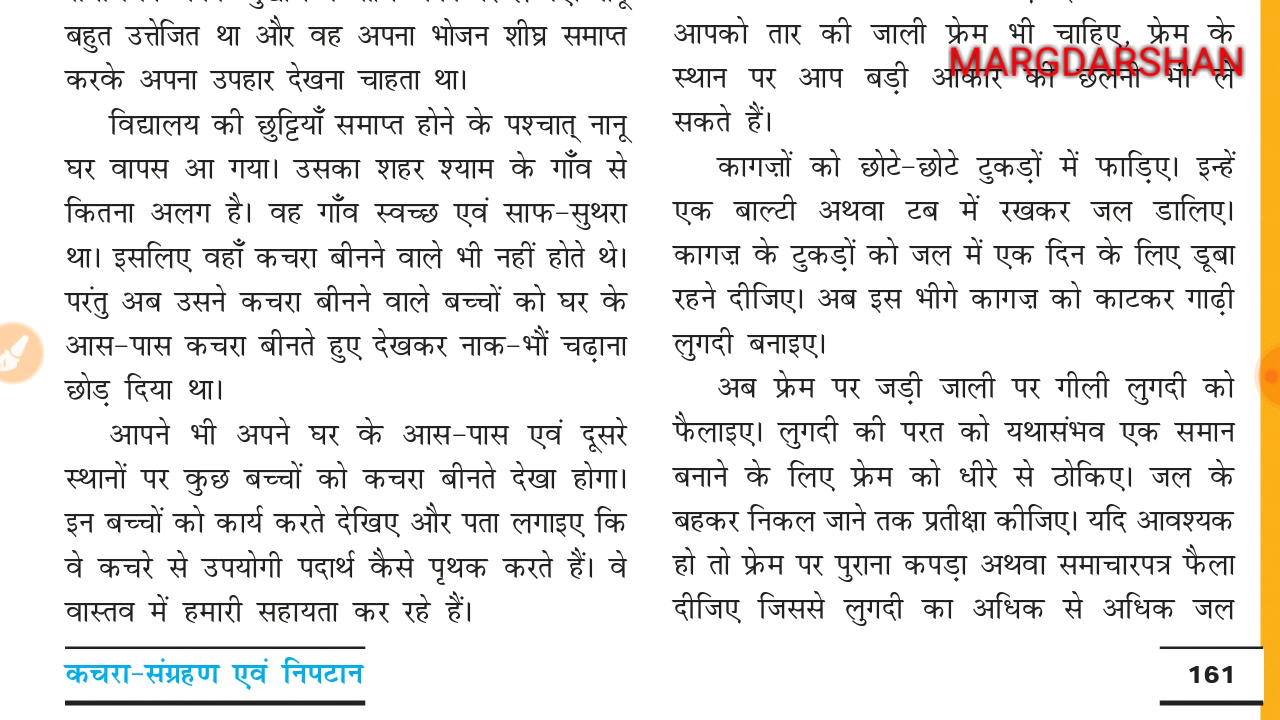 बहुत उत्तेजित था और वह अपना भोजन शीघ्र समाप्त
करके अपना उपहार देखना चाहता था।
विद्यालय की छुट्टियाँ समाप्त होने के पश्चात् नानू
घर वापस आ गया। उसका शहर श्याम के गाँव से
कितना अलग है। वह गाँव स्वच्छ एवं साफ-सुथरा
था। इसलिए वहाँ कचरा बीनने वाले भी नहीं होते थे।
परंतु अब उसने कचरा बीनने वाले बच्चों को घर के
आस-पास कचरा बीनते हुए देखकर नाक-भौं चढ़ाना
छोड़ दिया था।
आपने भी अपने घर के आस-पास एवं दूसरे
स्थानों पर कुछ बच्चों को कचरा बीनते देखा होगा।
इन बच्चों को कार्य करते देखिए और पता लगाइए कि
वे कचरे से उपयोगी पदार्थ कैसे पृथक करते हैं। वे
वास्तव में हमारी सहायता कर रहे हैं।
आपको तार की जाली फ्रेम भी चाहिए, फ्रेम के
MARGDARSHAN
स्थान पर आप बड़ी आकार की छलनी भी ले
सकते हैं।
कागज़ों को छोटे-छोटे टुकड़ों में फाड़िए। इन्हें
एक बाल्टी अथवा टब में रखकर जल डालिए।
कागज़ के टुकड़ों को जल में एक दिन के लिए डूबा
रहने दीजिए। अब इस भीगे कागज़ को काटकर गाढ़ी
लुगदी बनाइए।
अब फ्रेम पर जड़ी जाली पर गीली लुगदी को
फैलाइए। लुगदी की परत को यथासंभव एक समान
बनाने के लिए फ्रेम को धीरे से ठोकिए। जल के
बहकर निकल जाने तक प्रतीक्षा कीजिए। यदि आवश्यक
हो तो फ्रेम पर पुराना कपड़ा अथवा समाचारपत्र फैला
दीजिए जिससे लुगदी का अधिक से अधिक जल
कचरा-संग्रहण एवं निपटान
161